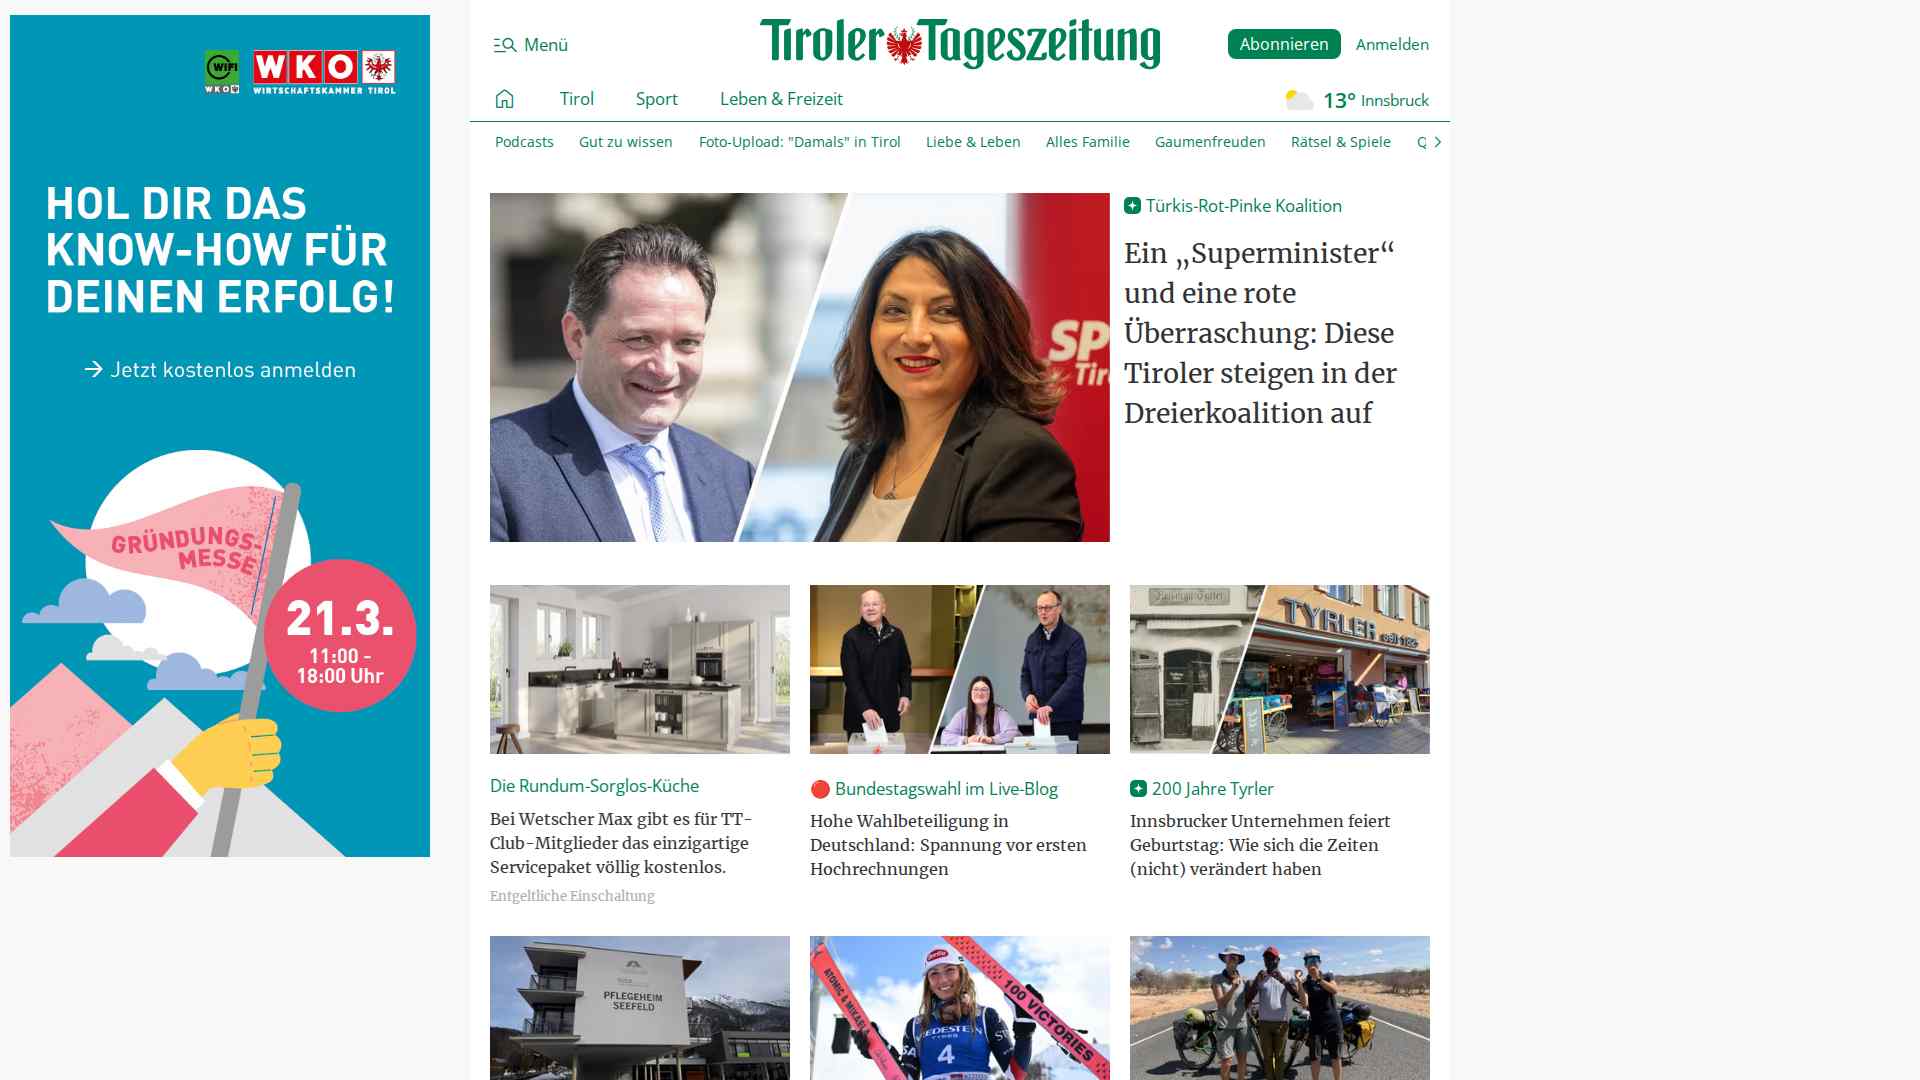 WIFI
WKO
WKO
WIRTSCHAFTSKAMMER TIROL
HOL DIR DAS
KNOW-HOW FÜR
DEINEN ERFOLG!
→ Jetzt kostenlos anmelden
GRÜNDUNGS-
MESSE
21.3.
11:00 -
18:00 Uhr
Menü
Tiroler Tageszeitung
Abonnieren
Anmelden
Tirol
Sport
Leben & Freizeit
13° Innsbruck
Podcasts
Gut zu wissen
Foto-Upload: "Damals" in Tirol
Liebe & Leben
Alles Familie
Gaumenfreuden
Rätsel & Spiele
Q
SP
Tir
Türkis-Rot-Pinke Koalition
Ein „Superminister“
und eine rote
Überraschung: Diese
Tiroler steigen in der
Dreierkoalition auf
TYRLER
Die Rundum-Sorglos-Küche
Bei Wetscher Max gibt es für TT-
Club-Mitglieder das einzigartige
Servicepaket völlig kostenlos.
Entgeltliche Einschaltung
Bundestagswahl im Live-Blog
Hohe Wahlbeteiligung in
Deutschland: Spannung vor ersten
Hochrechnungen
200 Jahre Tyrler
Innsbrucker Unternehmen feiert
Geburtstag: Wie sich die Zeiten
(nicht) verändert haben
PFLEGEHEIM
SEEFELD
ATOMIC & MIKAELA
100 VICTORIES
4